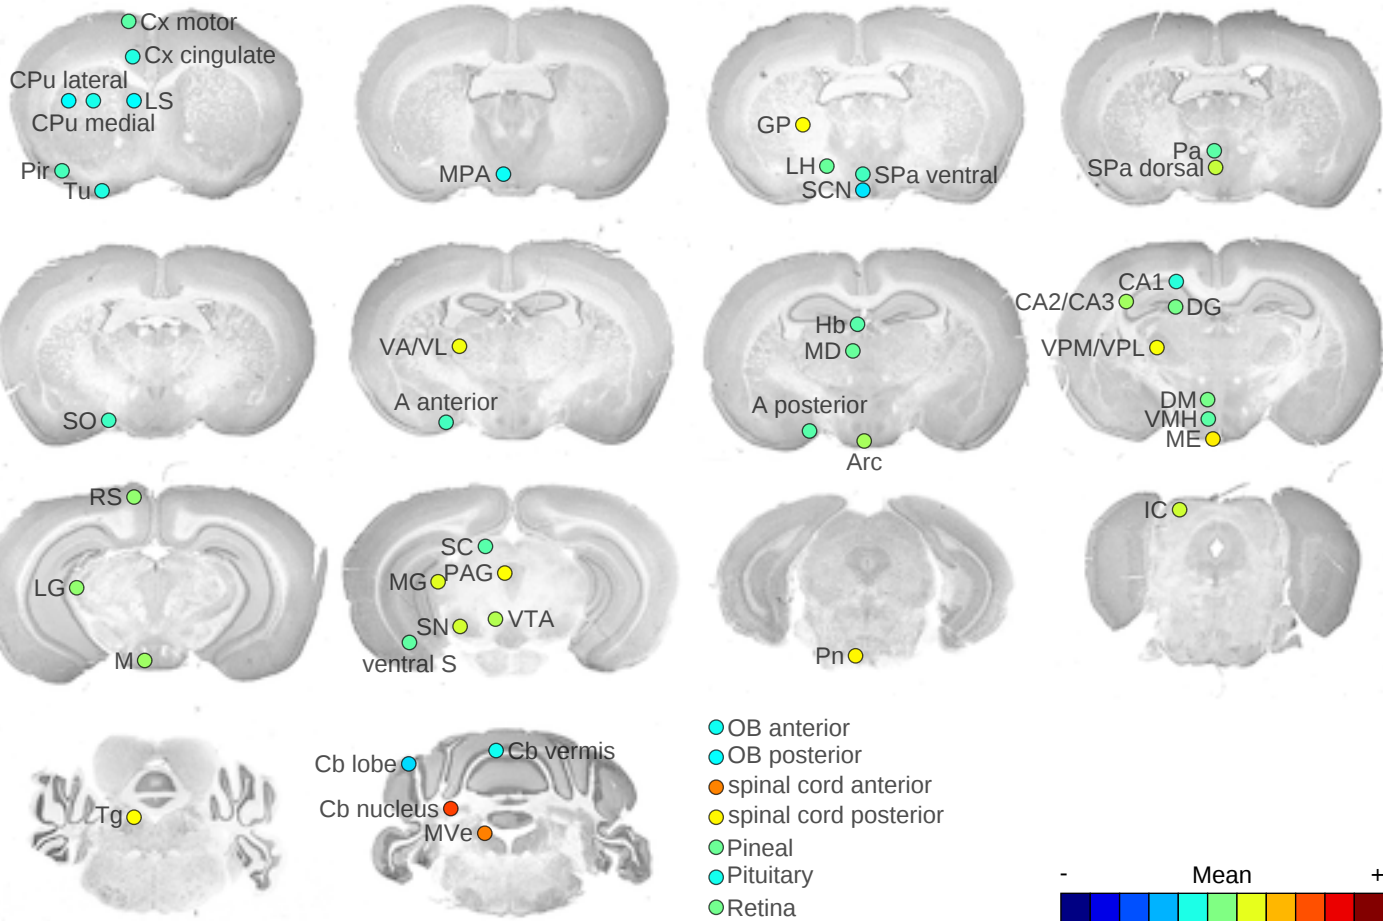 Cx motor
Cx cingulate
CPu lateral
LS
CPu medial
Pir
Tu
MPA
GP
LH
SPa ventral
SCN
Pa
SPa dorsal
SO
VA/VL
A anterior
Hb
MD
A posterior
Arc
CA1
CA2/CA3
DG
VPM/VPL
DM
VMH
ME
RS
LG
M
SC
MG
PAG
SN
VTA
ventral S
Pn
IC
Tg
Cb lobe
Cb vermis
Cb nucleus
MVe
OB anterior
OB posterior
spinal cord anterior
spinal cord posterior
Pineal
Pituitary
Retina
- Mean +